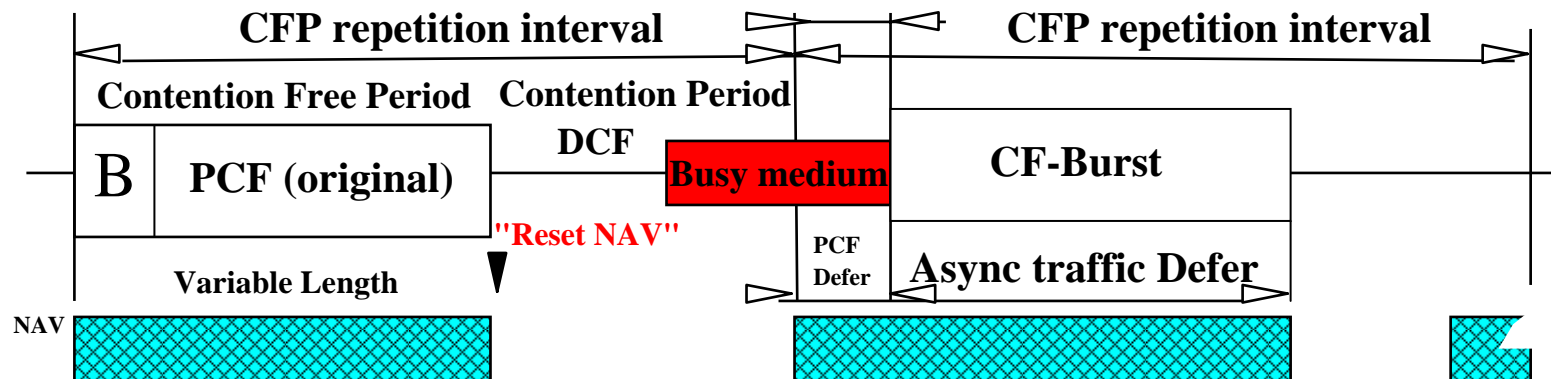 CFP repetition interval
CFP repetition interval
Contention Free Period
Contention Period
DCF
B
PCF (original)
Busy medium
CF-Burst
"Reset NAV"
PCF
Defer
Async traffic Defer
Variable Length
NAV